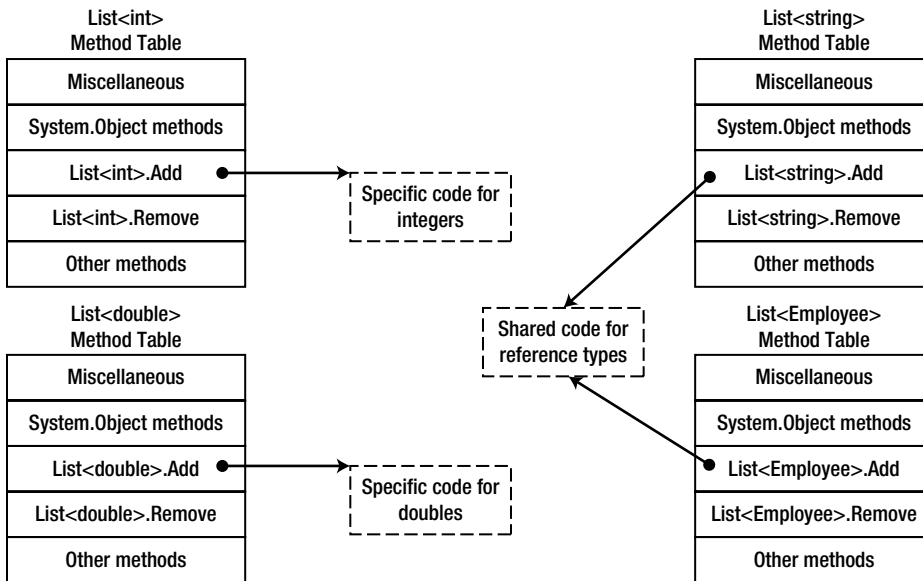 List<int>
Method Table
Miscellaneous
System.Object methods
List<int>.Add
List<int>.Remove
Other methods
Specific code for
integers
List<string>
Method Table
Miscellaneous
System.Object methods
List<string>.Add
List<string>.Remove
Other methods
Shared code for
reference types
List<double>
Method Table
Miscellaneous
System.Object methods
List<double>.Add
List<double>.Remove
Other methods
Specific code for
doubles
List<Employee>
Method Table
Miscellaneous
System.Object methods
List<Employee>.Add
List<Employee>.Remove
Other methods